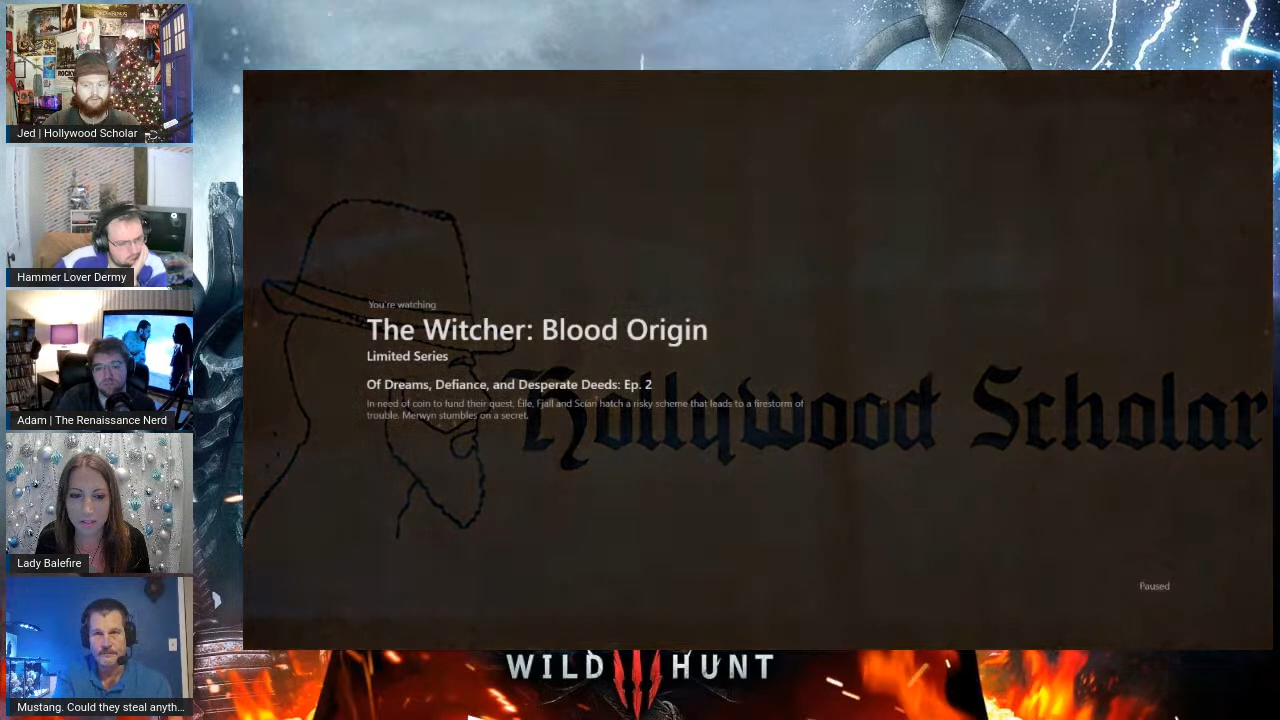 Jed | Hollywood Scholar
Hammer Lover Dermy
Adam | The Renaissance Nerd
Lady Balefire
Mustang. Could they steal anyth...
You're watching
The Witcher: Blood Origin
Limited Series
Of Dreams, Defiance, and Desperate Deeds: Ep. 2
In need of coin to fund their quest, Éile, Fjall and Scían hatch a risky scheme that leads to a firestorm of
trouble. Merwyn stumbles on a secret.
Hollywood Scholar
Paused
WILD HUNT
ROCKY